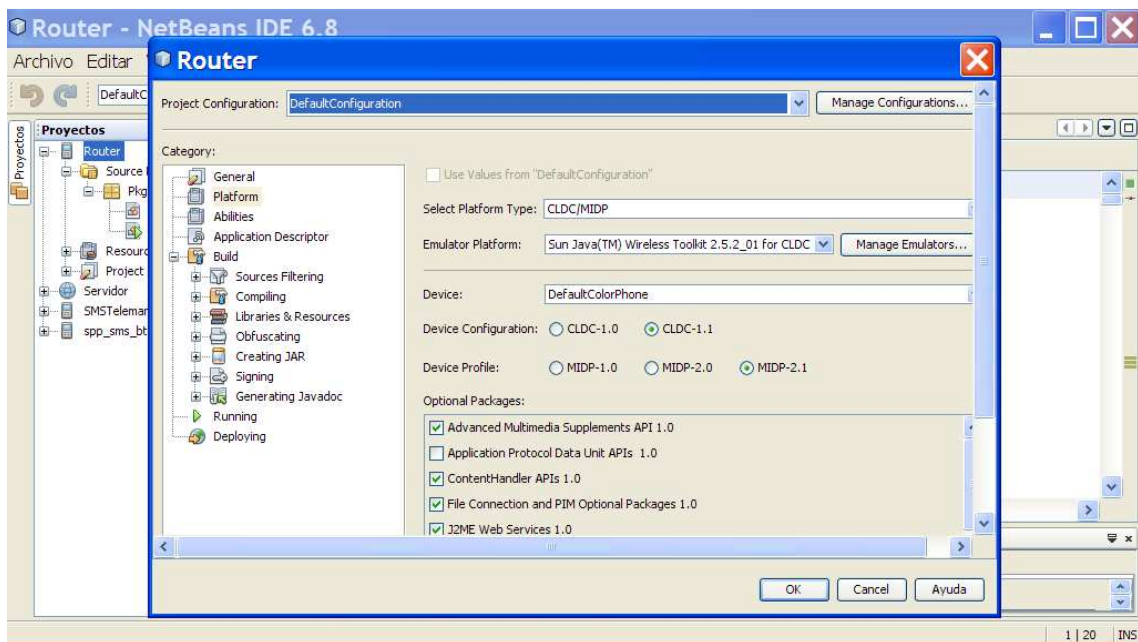 Router - NetBeans IDE 6.8
Archivo Editar
DefaultC
Proyectos
Proyectos
Router
Source
Pkg
Resourc
Project
Servidor
SMSTelemar
spp_sms_bt
Router
Project Configuration: DefaultConfiguration Manage Configurations...
Category:
General
Platform
Abilities
Application Descriptor
Build
Sources Filtering
Compiling
Libraries & Resources
Obfuscating
Creating JAR
Signing
Generating Javadoc
Running
Deploying
Use Values from "DefaultConfiguration"
Select Platform Type: CLDC/MIDP
Emulator Platform: Sun Java(TM) Wireless Toolkit 2.5.2_01 for CLDC Manage Emulators...
Device: DefaultColorPhone
Device Configuration: CLDC-1.0 CLDC-1.1
Device Profile: MIDP-1.0 MIDP-2.0 MIDP-2.1
Optional Packages:
Advanced Multimedia Supplements API 1.0
Application Protocol Data Unit APIs 1.0
ContentHandler APIs 1.0
File Connection and PIM Optional Packages 1.0
J2ME Web Services 1.0
OK Cancel Ayuda
1 | 20 INS